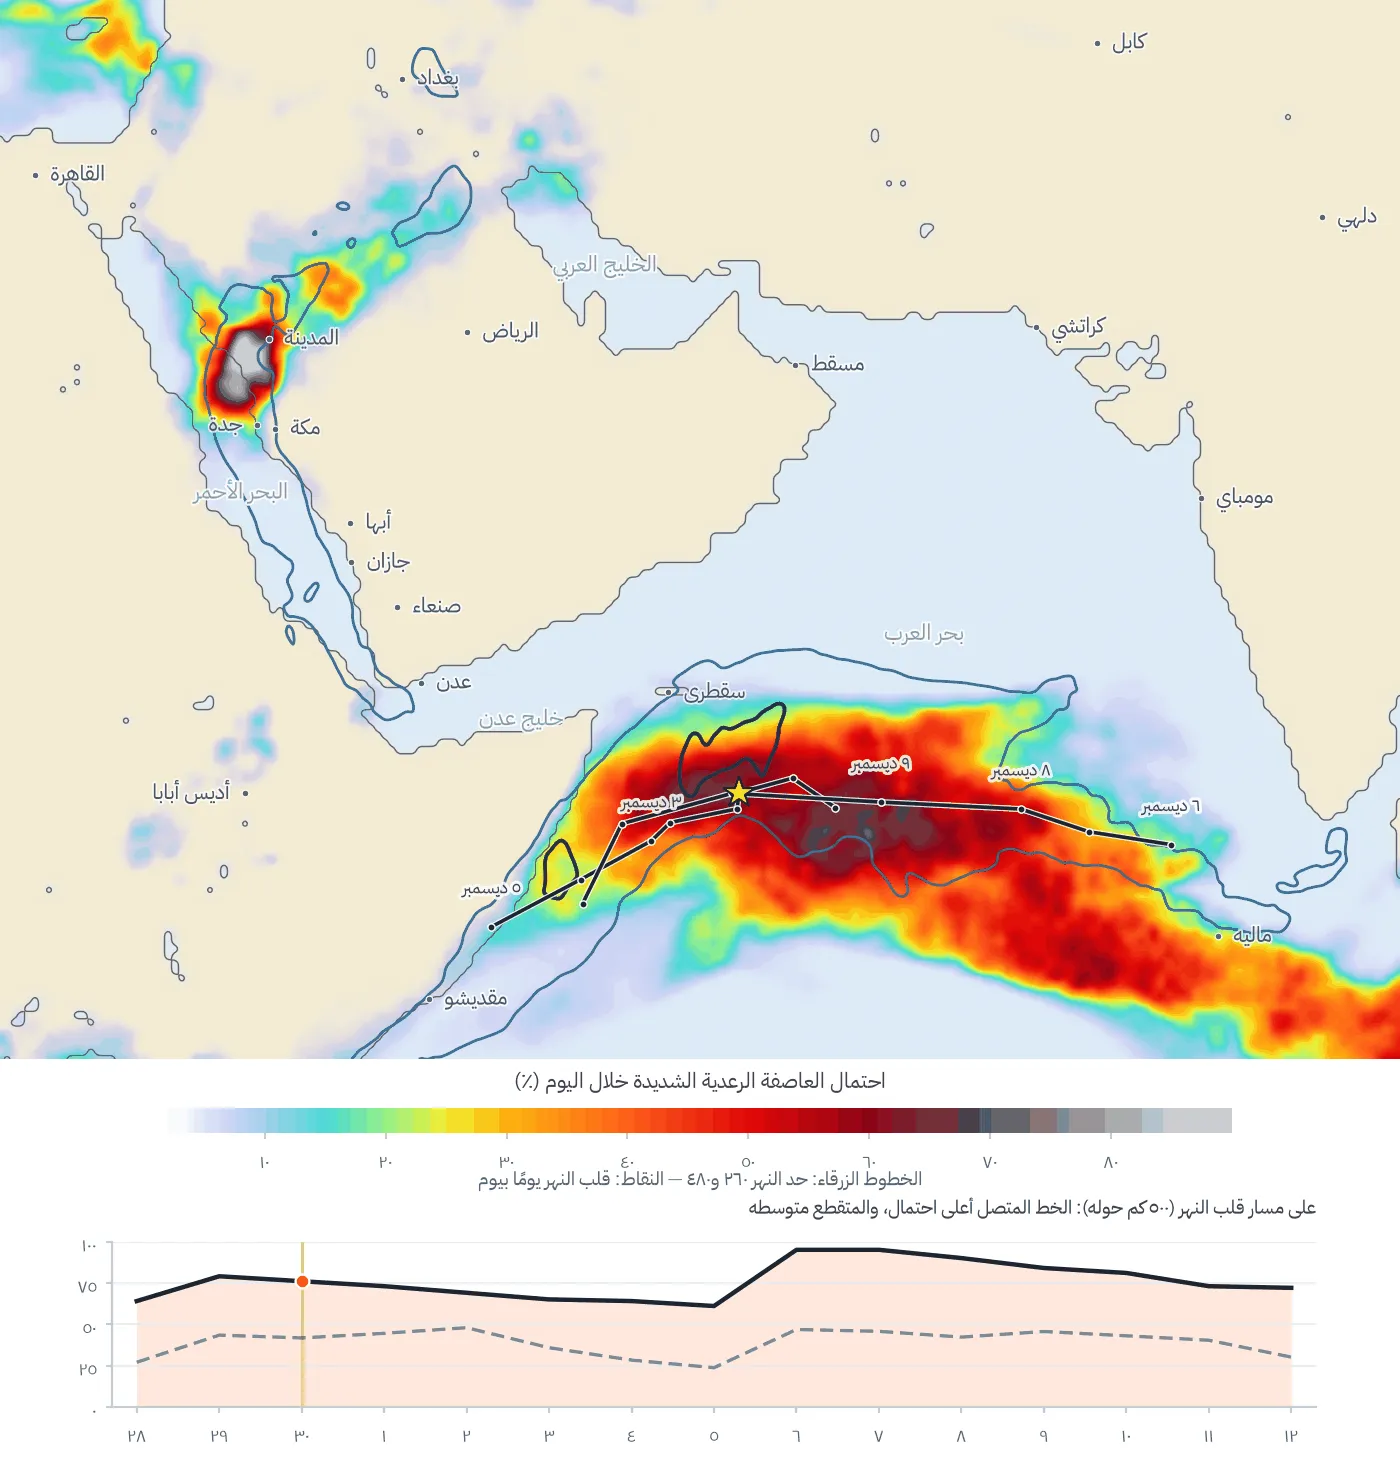 كابل
بغداد
القاهرة
دلهي
الخليج العربي
المدينة
الرياض
كراتشي
مسقط
جدة
مكة
البحر الأحمر
مومباي
أبها
جازان
صنعاء
بحر العرب
عدن
سقطرى
خليج عدن
أديس أبابا
٩ ديسمبر
٨ ديسمبر
٣ ديسمبر
٦ ديسمبر
٥ ديسمبر
ماليه
مقديشو
احتمال العاصفة الرعدية الشديدة خلال اليوم (٪)
١٠ ٢٠ ٣٠ ٤٠ ٥٠ ٦٠ ٧٠ ٨٠
الخطوط الزرقاء: حد النهر ٢٦٠ و٤٨٠ — النقاط: قلب النهر يومًا بيوم
على مسار قلب النهر (٥٠٠ كم حوله): الخط المتصل أعلى احتمال، والمتقطع متوسطه
١٠٠
٧٥
٥٠
٢٥
٠
٢٨ ٢٩ ٣٠ ١ ٢ ٣ ٤ ٥ ٦ ٧ ٨ ٩ ١٠ ١١ ١٢